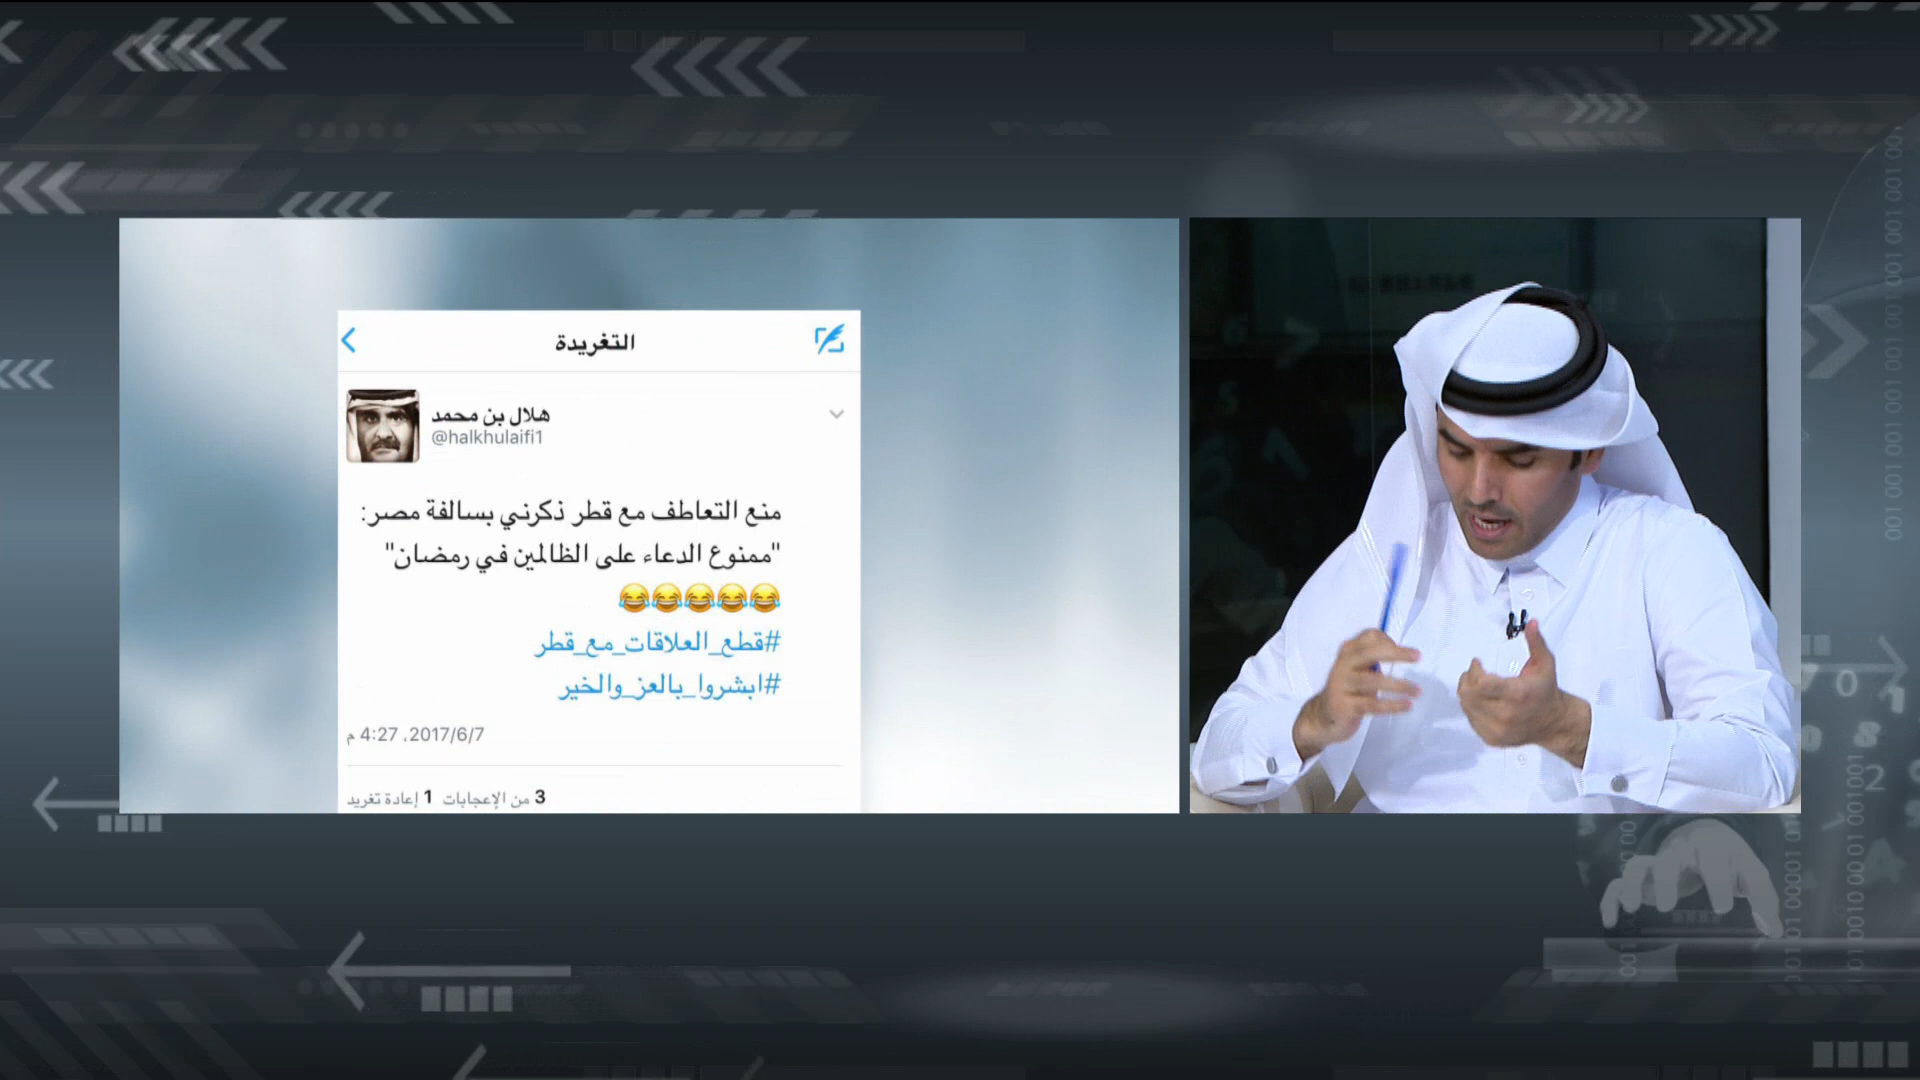 التغريدة
هلال بن محمد
@halkhulaifi1
منع التعاطف مع قطر ذكرني بسالفة مصر:
"ممنوع الدعاء على الظالمين في رمضان"
😂😂😂😂😂
#قطع_العلاقات_مع_قطر
#ابشروا_بالعز_والخير
2017/6/7، 4:27 م
3 من الإعجابات 1 إعادة تغريد